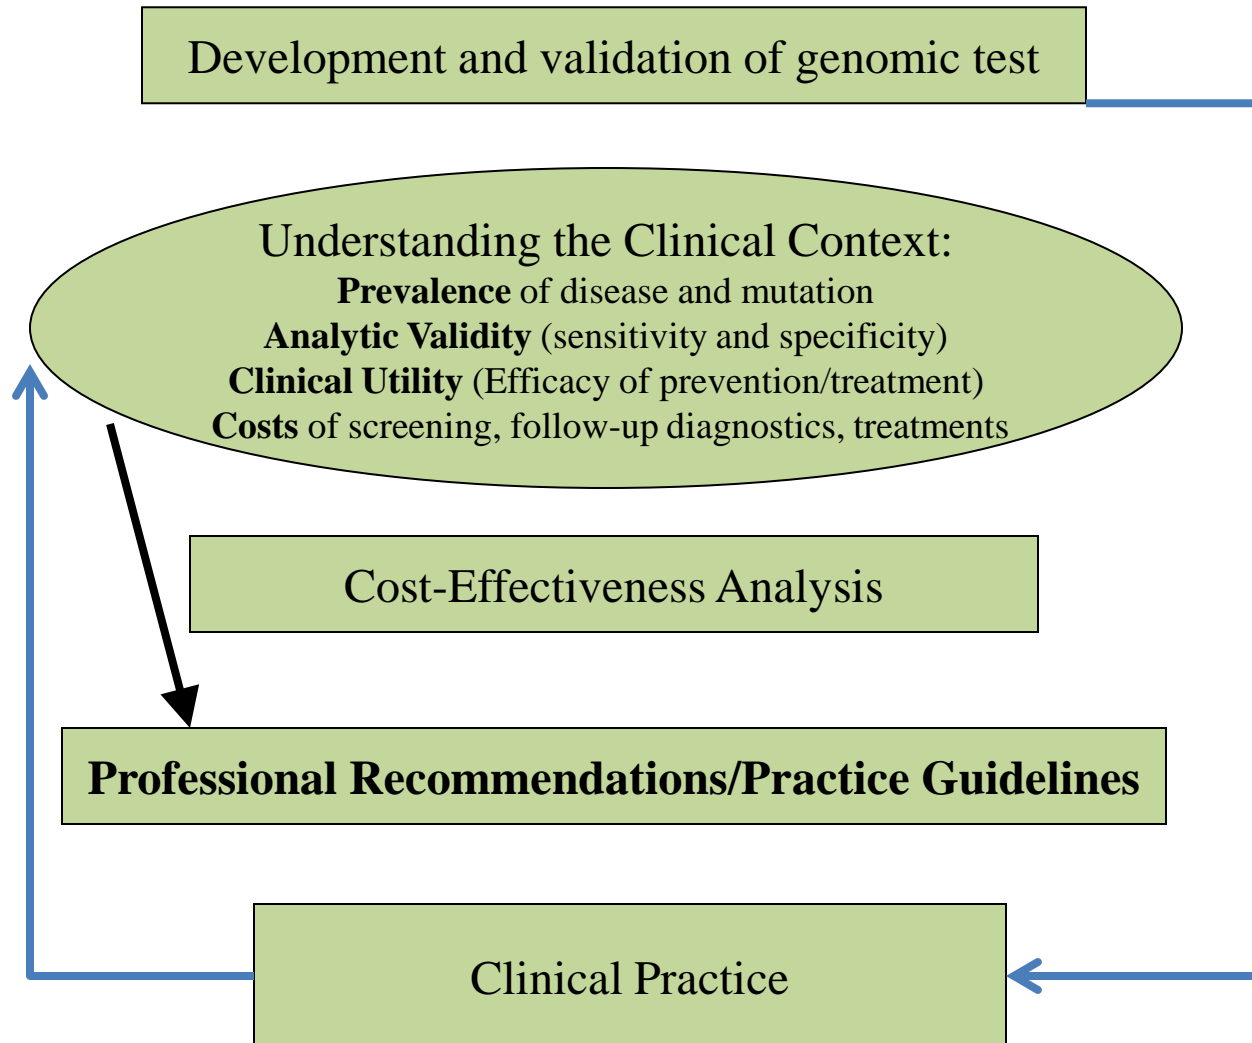 Development and validation of genomic test
Understanding the Clinical Context:
Prevalence of disease and mutation
Analytic Validity (sensitivity and specificity)
Clinical Utility (Efficacy of prevention/treatment)
Costs of screening, follow-up diagnostics, treatments
Cost-Effectiveness Analysis
Professional Recommendations/Practice Guidelines
Clinical Practice